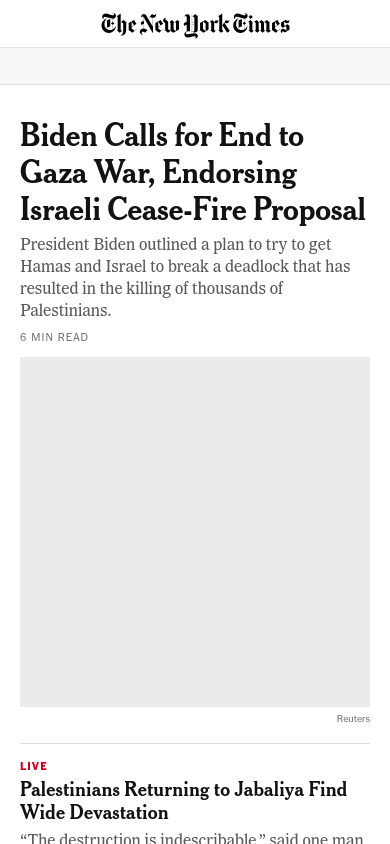 The New York Times
Biden Calls for End to
Gaza War, Endorsing
Israeli Cease-Fire Proposal
President Biden outlined a plan to try to get
Hamas and Israel to break a deadlock that has
resulted in the killing of thousands of
Palestinians.
6 MIN READ
Reuters
LIVE
Palestinians Returning to Jabaliya Find
Wide Devastation
“The destruction is indescribable,” said one man